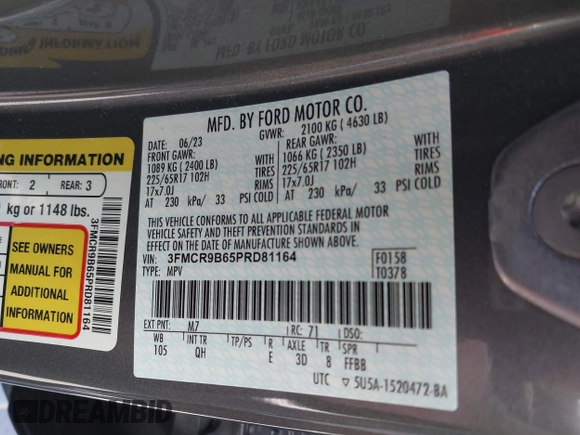 INFORMATION
BY FORD MOTOR CO.
NG INFORMATION
FRONT: 2 REAR: 3
kg or 1148 lbs.
SEE OWNERS
MANUAL FOR
ADDITIONAL
INFORMATION
3FMCR9B65PRD81164
MFD. BY FORD MOTOR CO.
DATE: 06/23 GVWR: 2100 KG ( 4630 LB)
FRONT GAWR: REAR GAWR:
1089 KG ( 2400 LB) WITH 1066 KG ( 2350 LB) WITH
225/65R17 102H TIRES 225/65R17 102H TIRES
17x7.0J RIMS 17x7.0J RIMS
AT 230 kPa/ 33 PSI COLD AT 230 kPa/ 33 PSI COLD
THIS VEHICLE CONFORMS TO ALL APPLICABLE FEDERAL MOTOR
VEHICLE SAFETY AND THEFT PREVENTION STANDARDS IN
EFFECT ON THE DATE OF MANUFACTURE SHOWN ABOVE.
VIN: 3FMCR9B65PRD81164 F0158
TYPE: MPV T0378
EXT PNT: M7 RC: 71 DSO:
WB INT TR TP/PS R AXLE TR SPR
105 QH E 3D 8 FFBB
UTC ▽ 5U5A-1520472-BA
DREAMBID